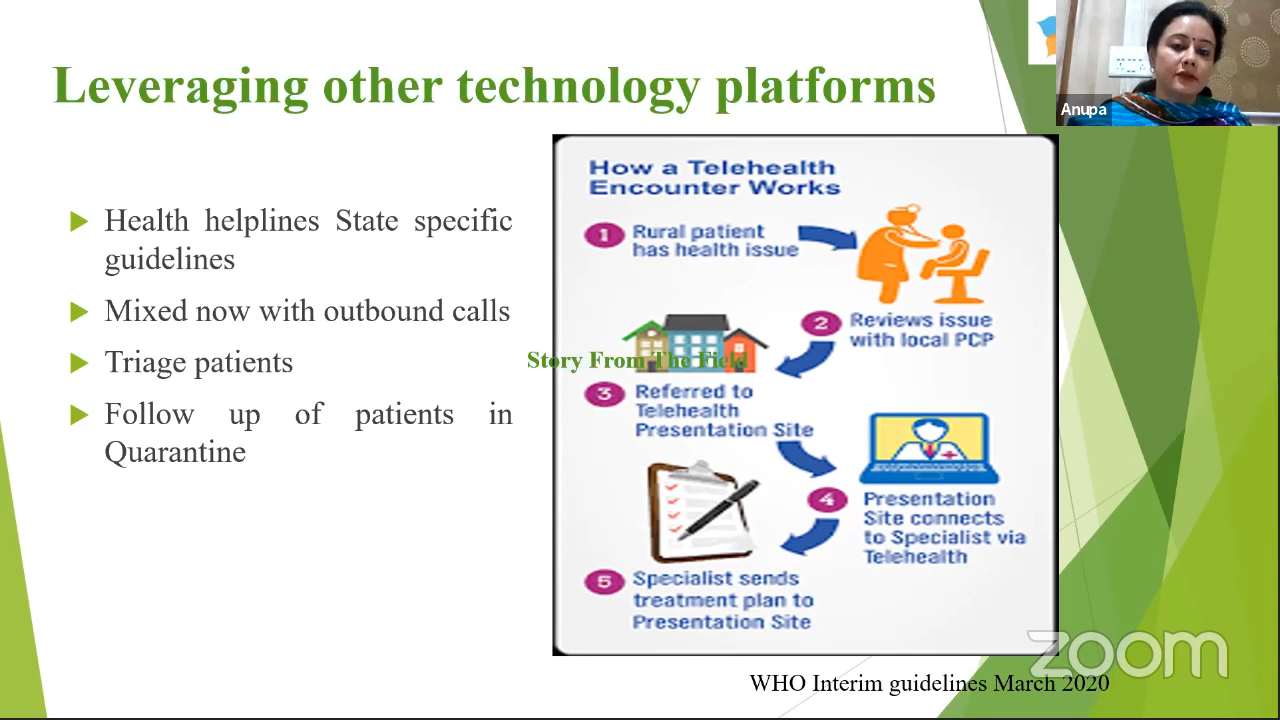 Leveraging other technology platforms
Anupa
Health helplines State specific
guidelines
Mixed now with outbound calls
Triage patients
Follow up of patients in
Quarantine
How a Telehealth
Encounter Works
1 Rural patient
has health issue
2 Reviews issue
with local PCP
Story From The Field
3 Referred to
Telehealth
Presentation Site
4 Presentation
Site connects
to Specialist via
Telehealth
5 Specialist sends
treatment plan to
Presentation Site
zoom
WHO Interim guidelines March 2020